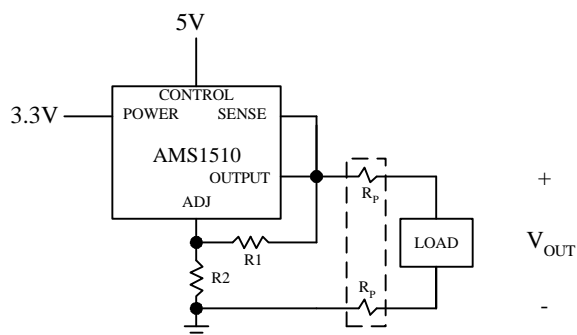 5V
CONTROL
3.3V
POWER SENSE
AMS1510
OUTPUT
ADJ
R1
R2
RP
RP
LOAD
+
VOUT
-